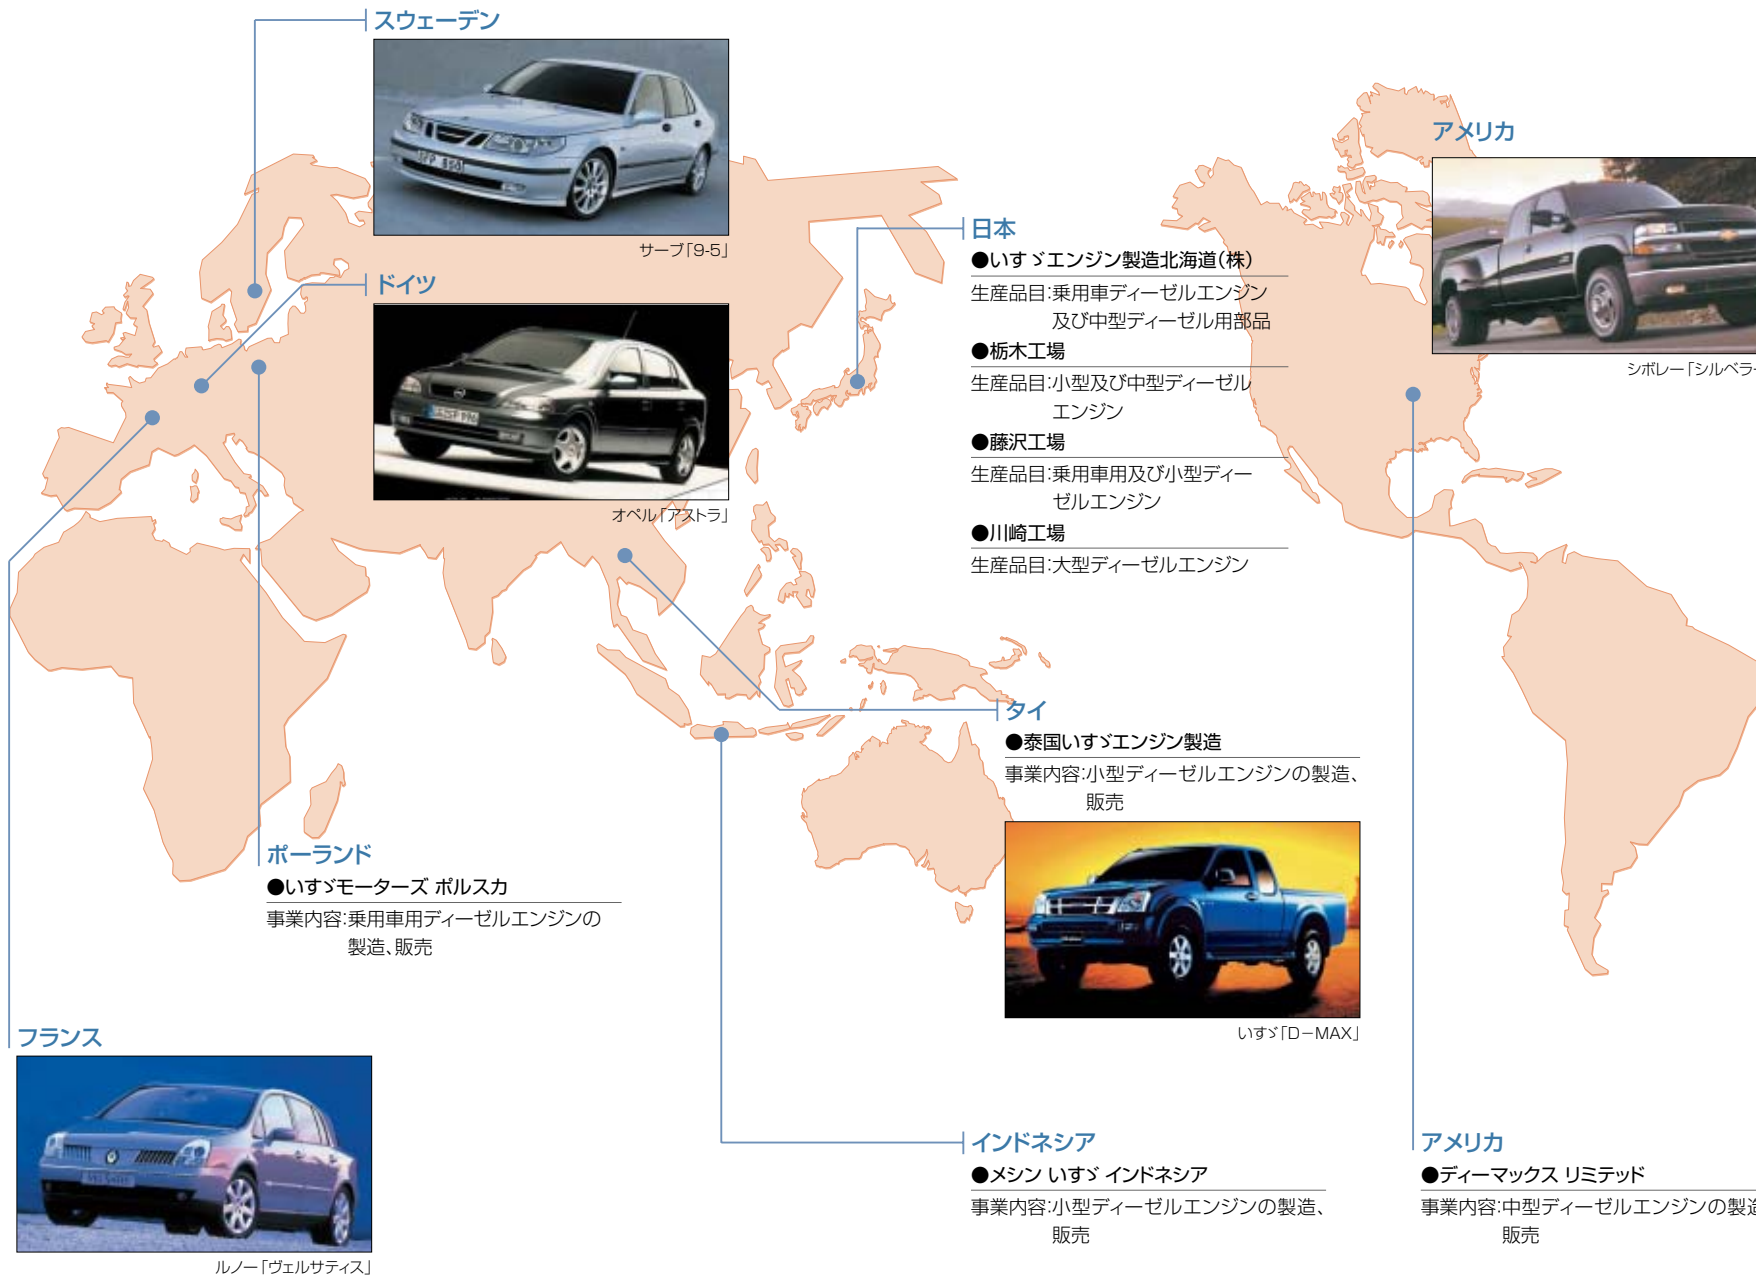 スウェーデン
サーブ「9-5」
ドイツ
オペル「アストラ」
日本
●いすゞエンジン製造北海道(株)
生産品目:乗用車ディーゼルエンジン
及び中型ディーゼル用部品
●栃木工場
生産品目:小型及び中型ディーゼル
エンジン
●藤沢工場
生産品目:乗用車用及び小型ディー
ゼルエンジン
●川崎工場
生産品目:大型ディーゼルエンジン
アメリカ
シボレー「シルベラー
タイ
●泰国いすゞエンジン製造
事業内容:小型ディーゼルエンジンの製造、
販売
いすゞ「D-MAX」
ポーランド
●いすゞモーターズ ポルスカ
事業内容:乗用車用ディーゼルエンジンの
製造、販売
フランス
ルノー「ヴェルサティス」
インドネシア
●メシン いすゞ インドネシア
事業内容:小型ディーゼルエンジンの製造、
販売
アメリカ
●ディーマックス リミテッド
事業内容:中型ディーゼルエンジンの製造
販売